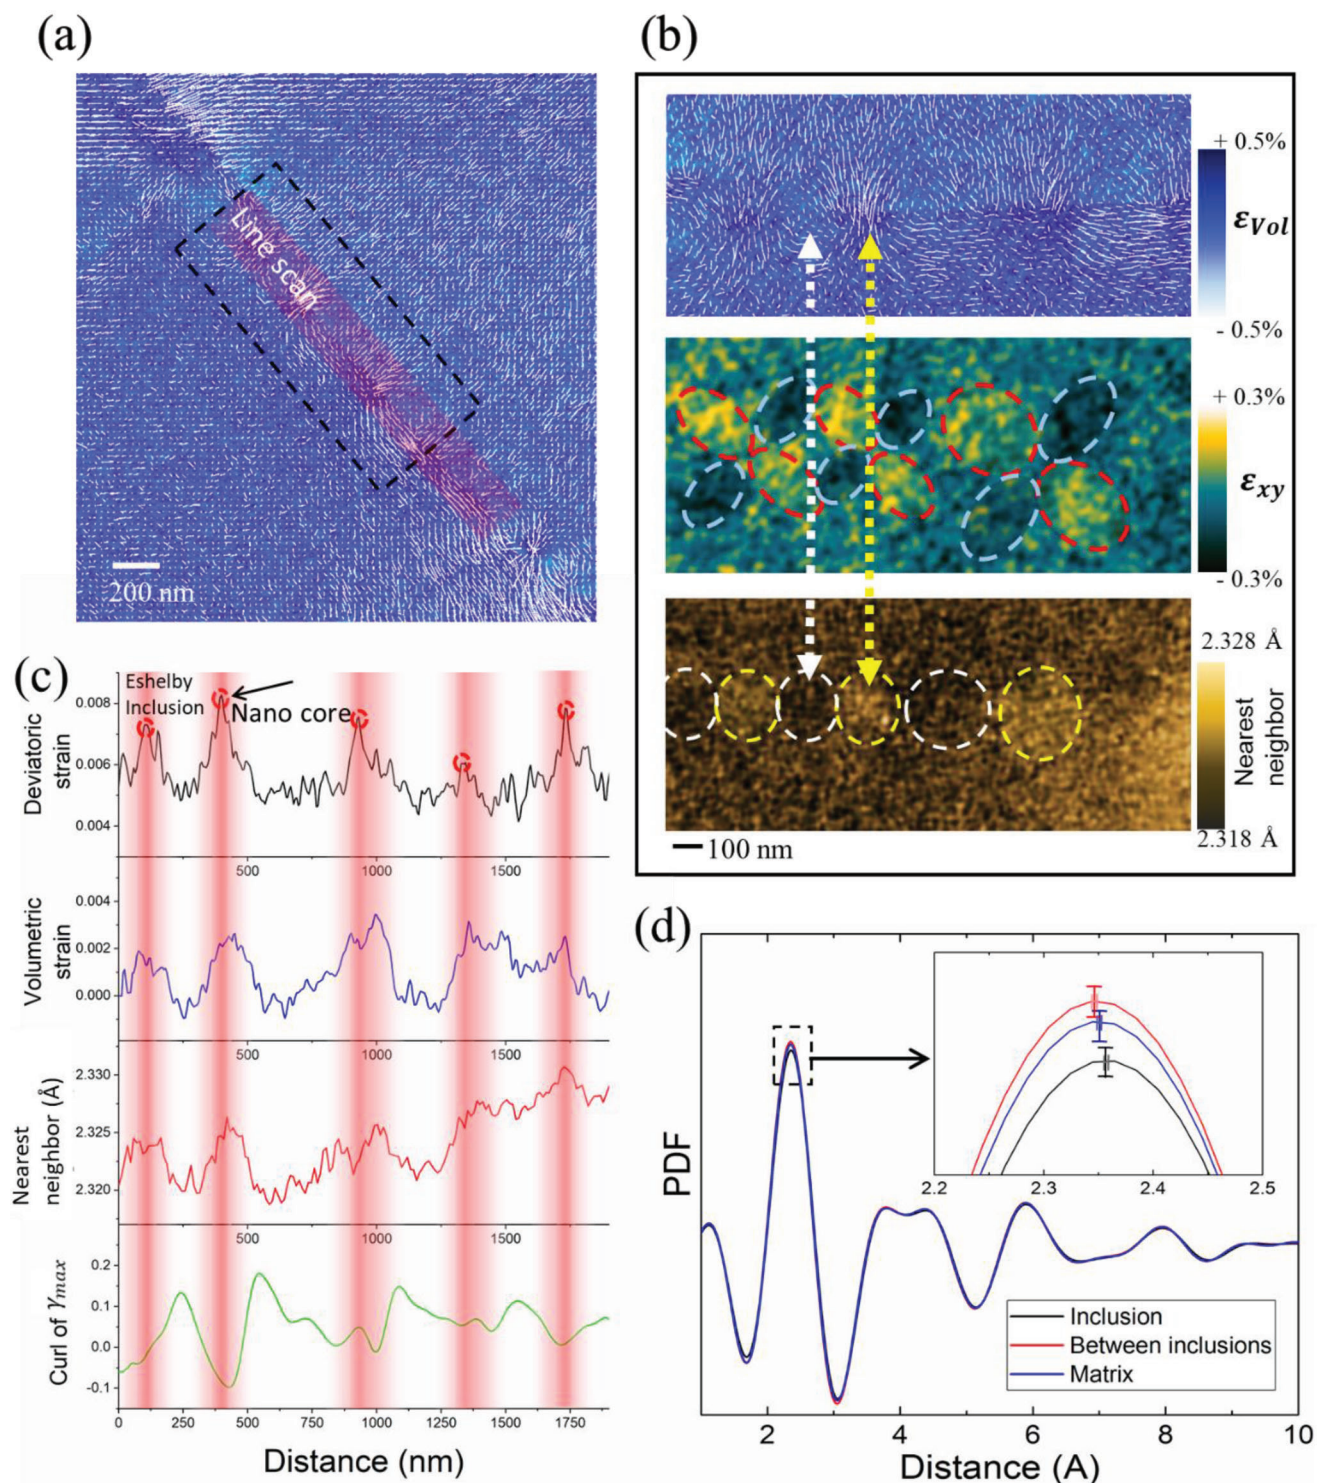 (a)
Line scan
200 nm
(b)
+ 0.5%
εVol
- 0.5%
+ 0.3%
εxy
- 0.3%
2.328 Å
Nearest
neighbor
2.318 Å
100 nm
(c)
Eshelby
Inclusion
Nano core
Deviatoric
strain
0.008
0.006
0.004
500 1000 1500
Volumetric
strain
0.004
0.002
0.000
500 1000 1500
Nearest
neighbor (Å)
2.330
2.325
2.320
500 1000 1500
Curl of γmax
0.2
0.1
0.0
-0.1
0 250 500 750 1000 1250 1500 1750
Distance (nm)
(d)
PDF
2.2 2.3 2.4 2.5
Inclusion
Between inclusions
Matrix
2 4 6 8 10
Distance (A)